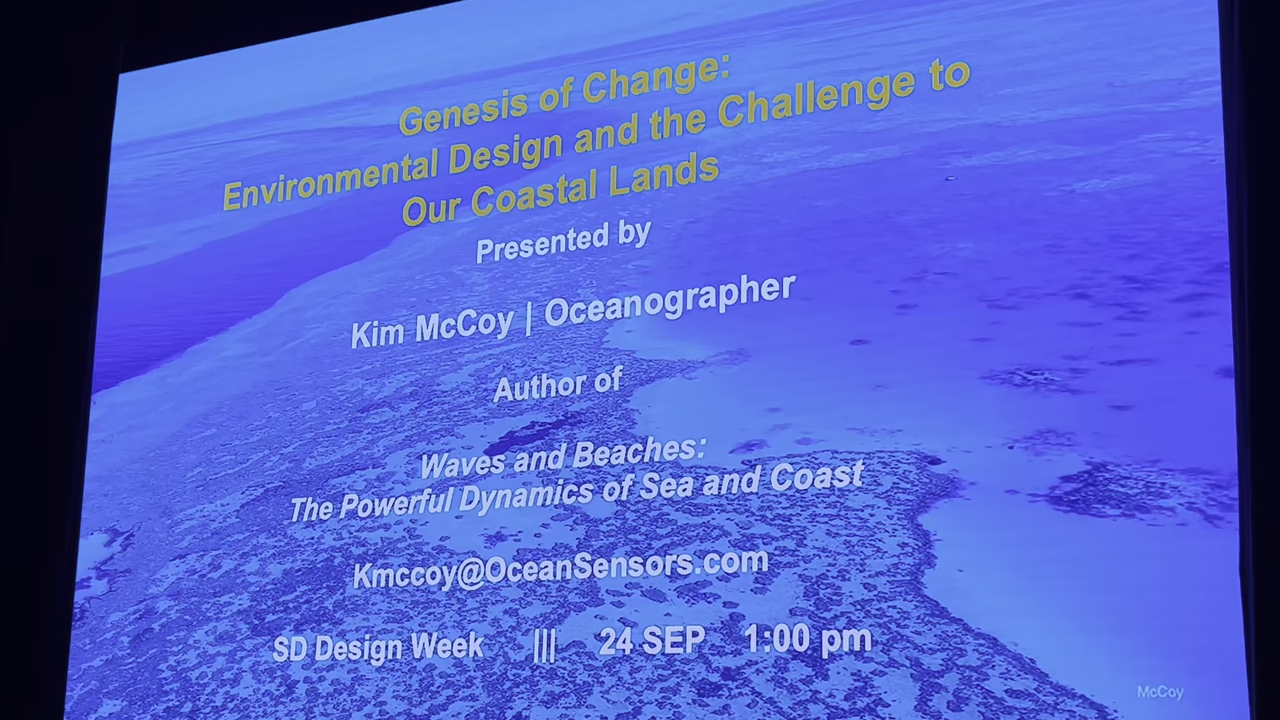 Genesis of Change:
Environmental Design and the Challenge to
Our Coastal Lands
Presented by
Kim McCoy | Oceanographer
Author of
Waves and Beaches:
The Powerful Dynamics of Sea and Coast
Kmccoy@OceanSensors.com
SD Design Week ||| 24 SEP 1:00 pm
McCoy